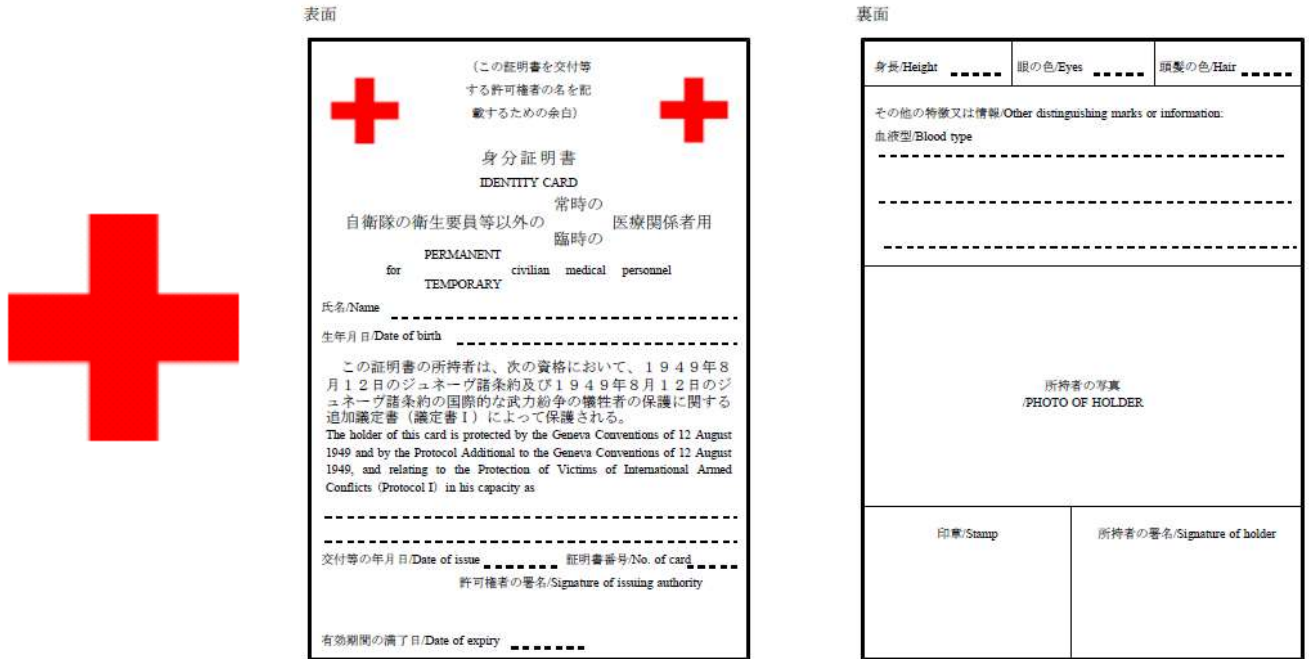 表面
(この証明書を交付等
する許可権者の名を記
載するための余白)
身分証明書
IDENTITY CARD
常時の
自衛隊の衛生要員等以外の 医療関係者用
臨時の
PERMANENT
for civilian medical personnel
TEMPORARY
氏名/Name
生年月日/Date of birth
この証明書の所持者は、次の資格において、1949年8
月12日のジュネーヴ諸条約及び1949年8月12日のジ
ュネーヴ諸条約の国際的な武力紛争の犠牲者の保護に関する
追加議定書(議定書Ⅰ)によって保護される。
The holder of this card is protected by the Geneva Conventions of 12 August
1949 and by the Protocol Additional to the Geneva Conventions of 12 August
1949, and relating to the Protection of Victims of International Armed
Conflicts (Protocol I) in his capacity as
交付等の年月日/Date of issue 証明書番号/No. of card
許可権者の署名/Signature of issuing authority
有効期間の満了日/Date of expiry
裏面
身長/Height 眼の色/Eyes 頭髪の色/Hair
その他の特徴又は情報/Other distinguishing marks or information:
血液型/Blood type
所持者の写真
/PHOTO OF HOLDER
印章/Stamp 所持者の署名/Signature of holder